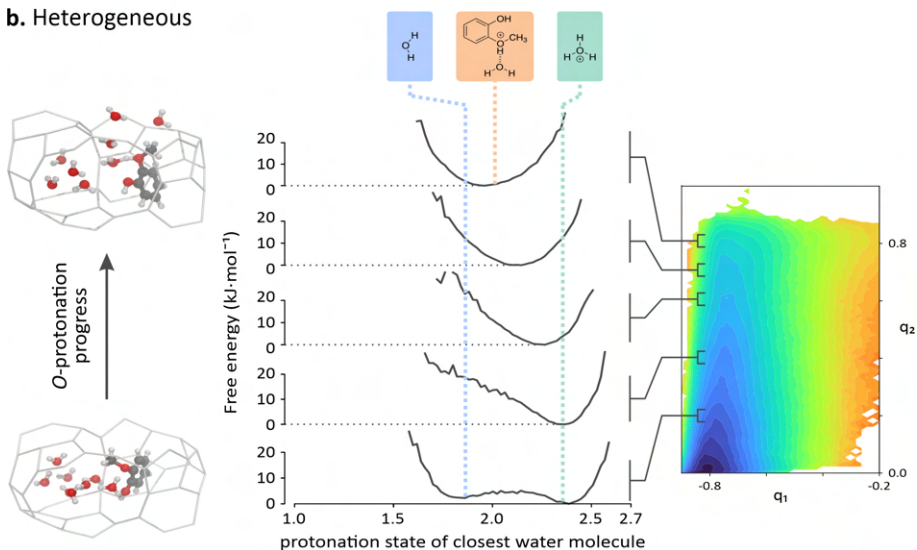 b. Heterogeneous
O
H
H
OH
CH₃
O
⊕
H
O
H
H
H
O
H
H
⊕
O-protonation
progress
Free energy (kJ·mol⁻¹)
20
10
0
20
10
0
20
10
0
20
10
0
20
10
0
1.0
1.5
2.0
2.5
2.7
protonation state of closest water molecule
0.8
q₂
0.0
-0.8
q₁
-0.2